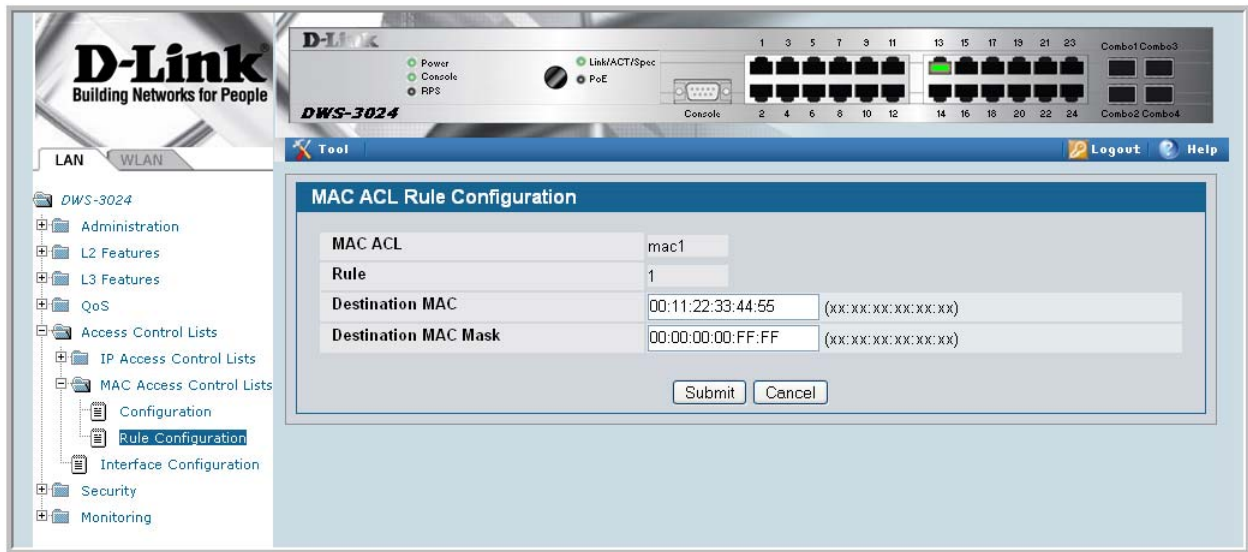 D-Link
Building Networks for People
LAN
WLAN
DWS-3024
Administration
L2 Features
L3 Features
QoS
Access Control Lists
IP Access Control Lists
MAC Access Control Lists
Configuration
Rule Configuration
Interface Configuration
Security
Monitoring
D-Link
Power
Console
RPS
Link/ACT/Spec
PoE
DWS-3024
Console
1 3 5 7 9 11 13 15 17 19 21 23
2 4 6 8 10 12 14 16 18 20 22 24
Combo1 Combo3
Combo2 Combo4
Tool
Logout
Help
MAC ACL Rule Configuration
MAC ACL mac1
Rule 1
Destination MAC 00:11:22:33:44:55 (xx:xx:xx:xx:xx:xx)
Destination MAC Mask 00:00:00:00:FF:FF (xx:xx:xx:xx:xx:xx)
Submit Cancel